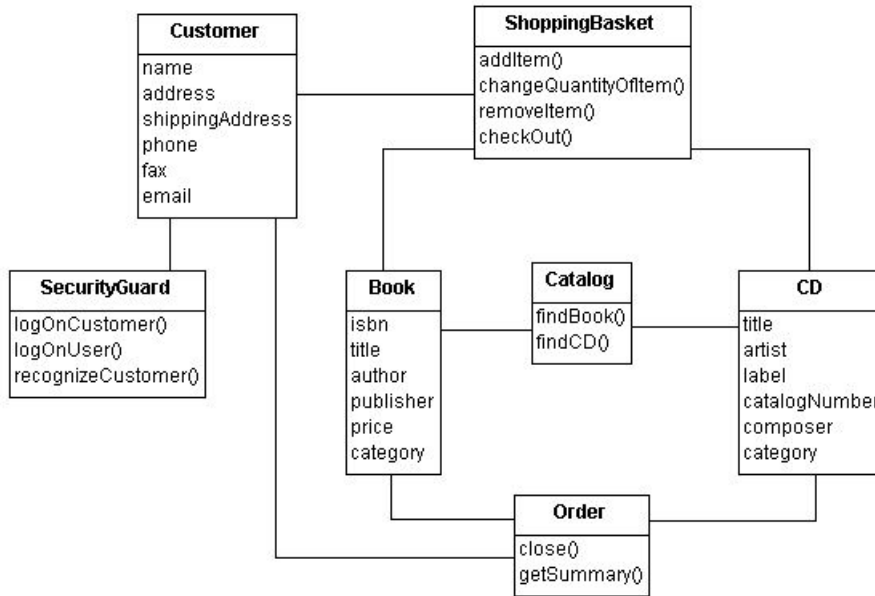 Customer
name
address
shippingAddress
phone
fax
email
ShoppingBasket
addItem()
changeQuantityOfItem()
removeItem()
checkOut()
SecurityGuard
logOnCustomer()
logOnUser()
recognizeCustomer()
Book
isbn
title
author
publisher
price
category
Catalog
findBook()
findCD()
CD
title
artist
label
catalogNumber
composer
category
Order
close()
getSummary()